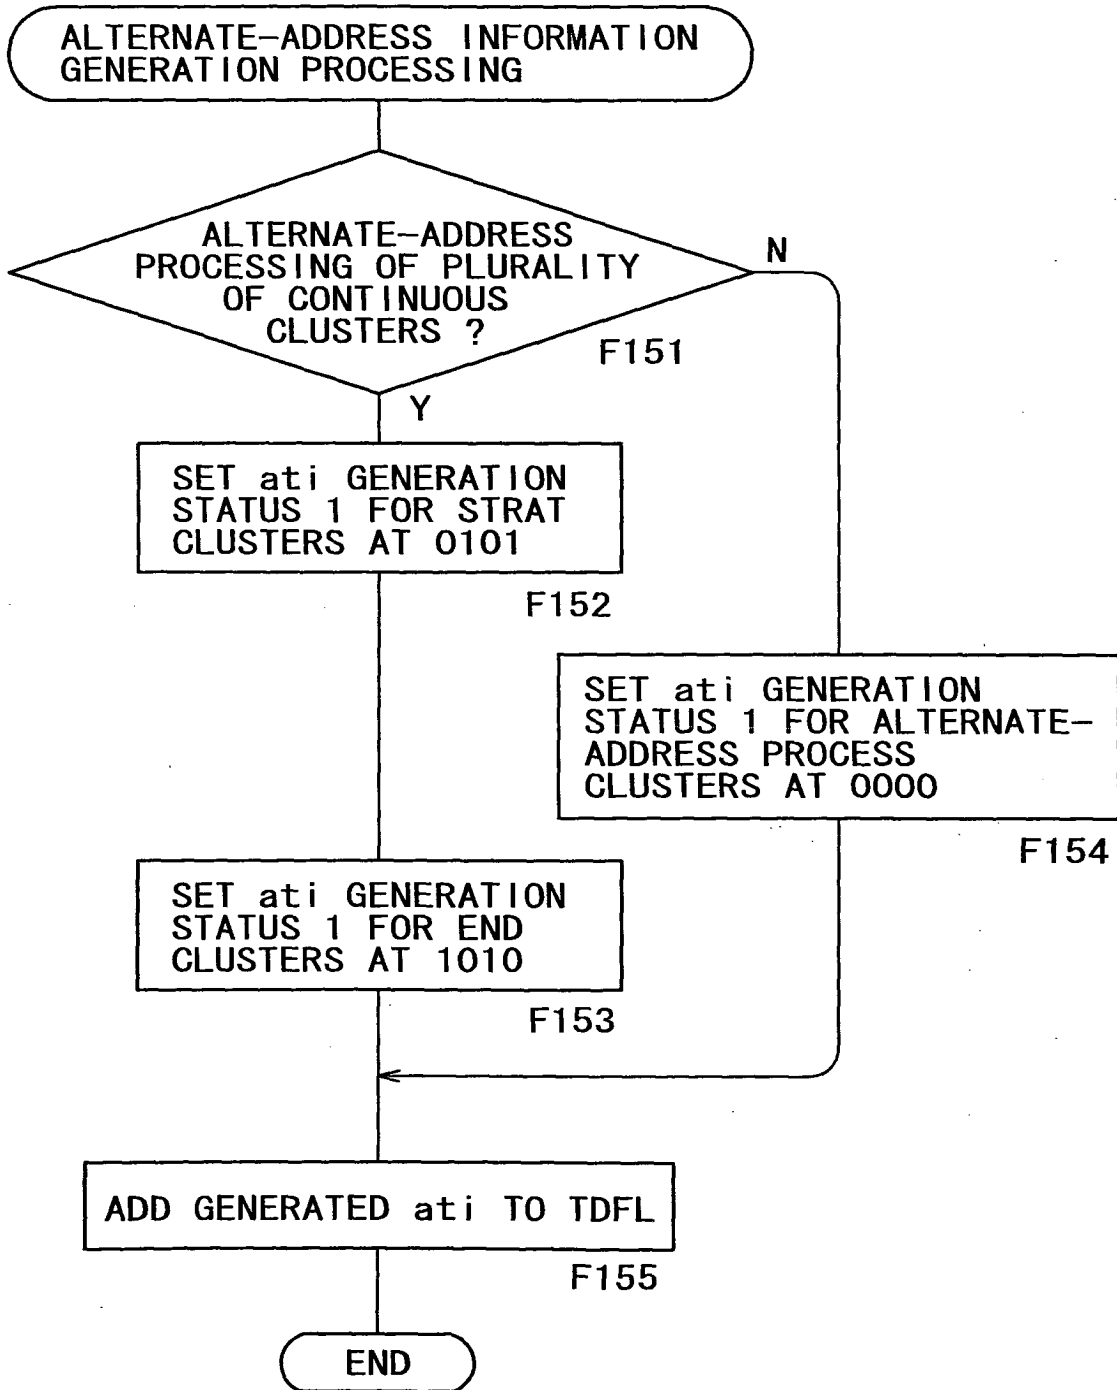 ALTERNATE-ADDRESS INFORMATION
GENERATION PROCESSING
ALTERNATE-ADDRESS
PROCESSING OF PLURALITY
OF CONTINUOUS
CLUSTERS ?
N
F151
Y
SET ati GENERATION
STATUS 1 FOR STRAT
CLUSTERS AT 0101
F152
SET ati GENERATION
STATUS 1 FOR ALTERNATE-
ADDRESS PROCESS
CLUSTERS AT 0000
F154
SET ati GENERATION
STATUS 1 FOR END
CLUSTERS AT 1010
F153
ADD GENERATED ati TO TDFL
F155
END